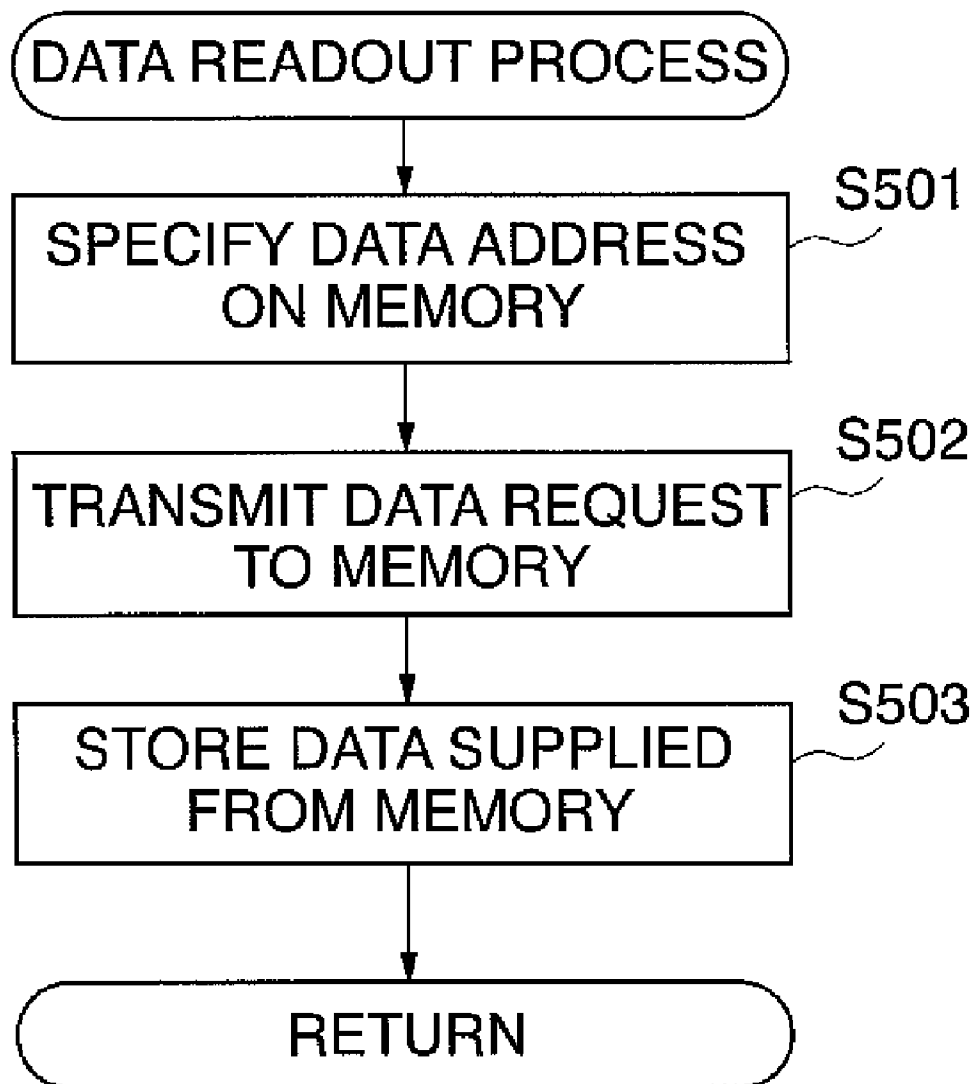 DATA READOUT PROCESS
S501
SPECIFY DATA ADDRESS
ON MEMORY
S502
TRANSMIT DATA REQUEST
TO MEMORY
S503
STORE DATA SUPPLIED
FROM MEMORY
RETURN